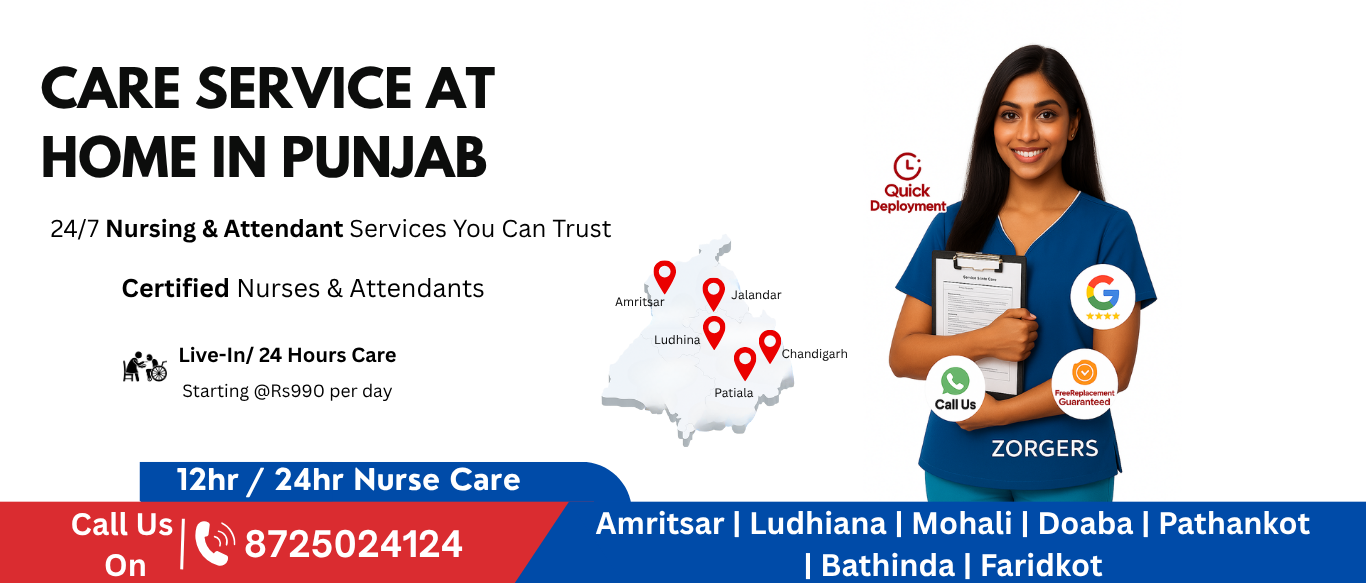 CARE SERVICE AT
HOME IN PUNJAB
24/7 Nursing & Attendant Services You Can Trust
Certified Nurses & Attendants
Live-In/ 24 Hours Care
Starting @Rs990 per day
Amritsar
Jalandar
Ludhina
Chandigarh
Patiala
Quick
Deployment
Call Us
FreeReplacement
Guaranteed
ZORGERS
12hr / 24hr Nurse Care
Call Us
On
8725024124
Amritsar | Ludhiana | Mohali | Doaba | Pathankot
| Bathinda | Faridkot